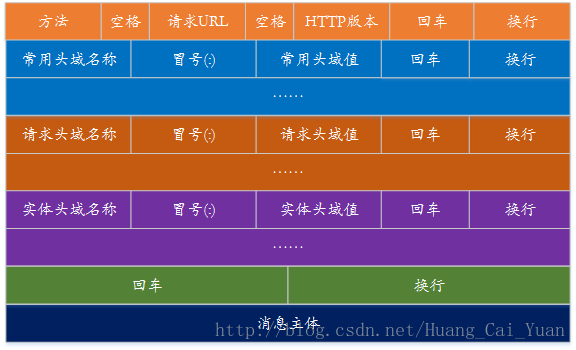 方法 空格 请求URL 空格 HTTP版本 回车 换行
常用头域名称 冒号(:) 常用头域值 回车 换行
……
请求头域名称 冒号(:) 请求头域值 回车 换行
……
实体头域名称 冒号(:) 实体头域值 回车 换行
……
回车 换行
消息主体
http://blog.csdn.net/Huang_Cai_Yuan